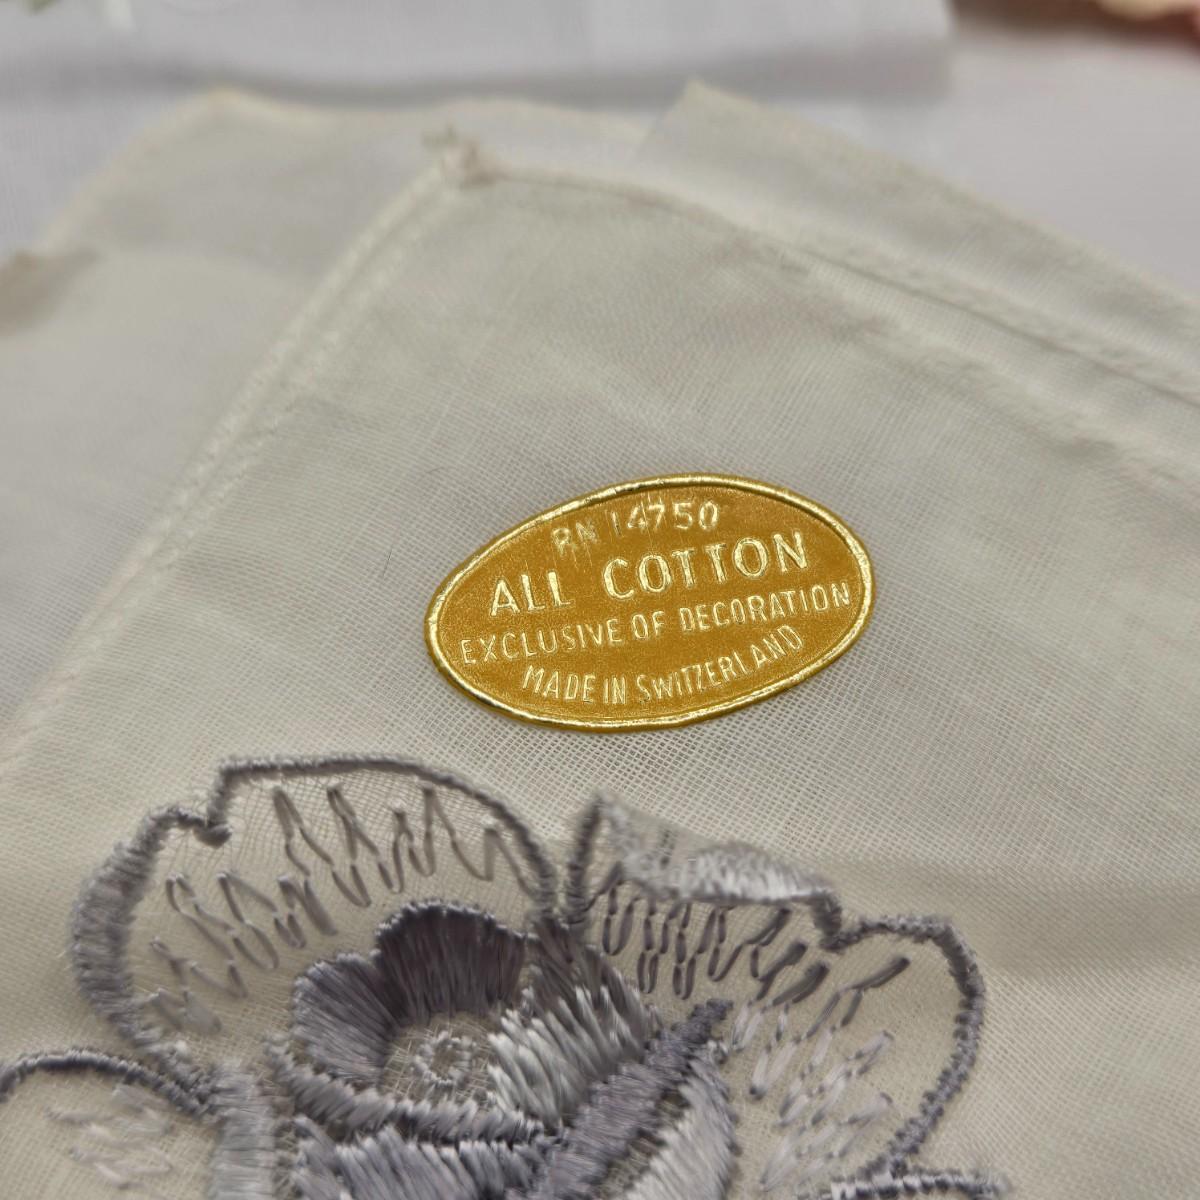 RN 14750
ALL COTTON
EXCLUSIVE OF DECORATION
MADE IN SWITZERLAND